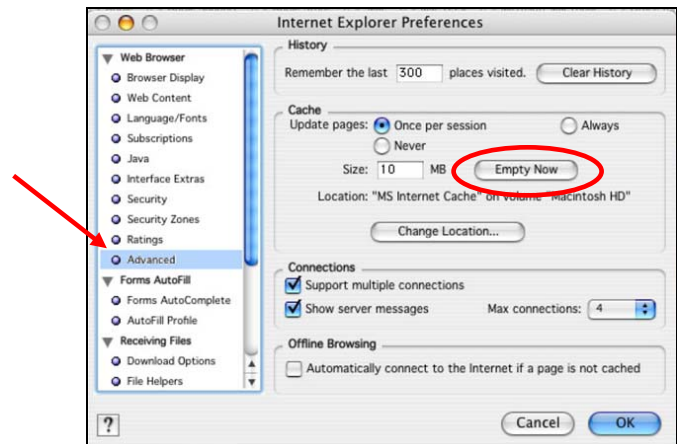 Internet Explorer Preferences
Web Browser
Browser Display
Web Content
Language/Fonts
Subscriptions
Java
Interface Extras
Security
Security Zones
Ratings
Advanced
Forms AutoFill
Forms AutoComplete
AutoFill Profile
Receiving Files
Download Options
File Helpers
History
Remember the last 300 places visited. Clear History
Cache
Update pages: Once per session Always
Never
Size: 10 MB Empty Now
Location: "MS Internet Cache" on volume "Macintosh HD"
Change Location...
Connections
Support multiple connections
Show server messages Max connections: 4
Offline Browsing
Automatically connect to the Internet if a page is not cached
? Cancel OK